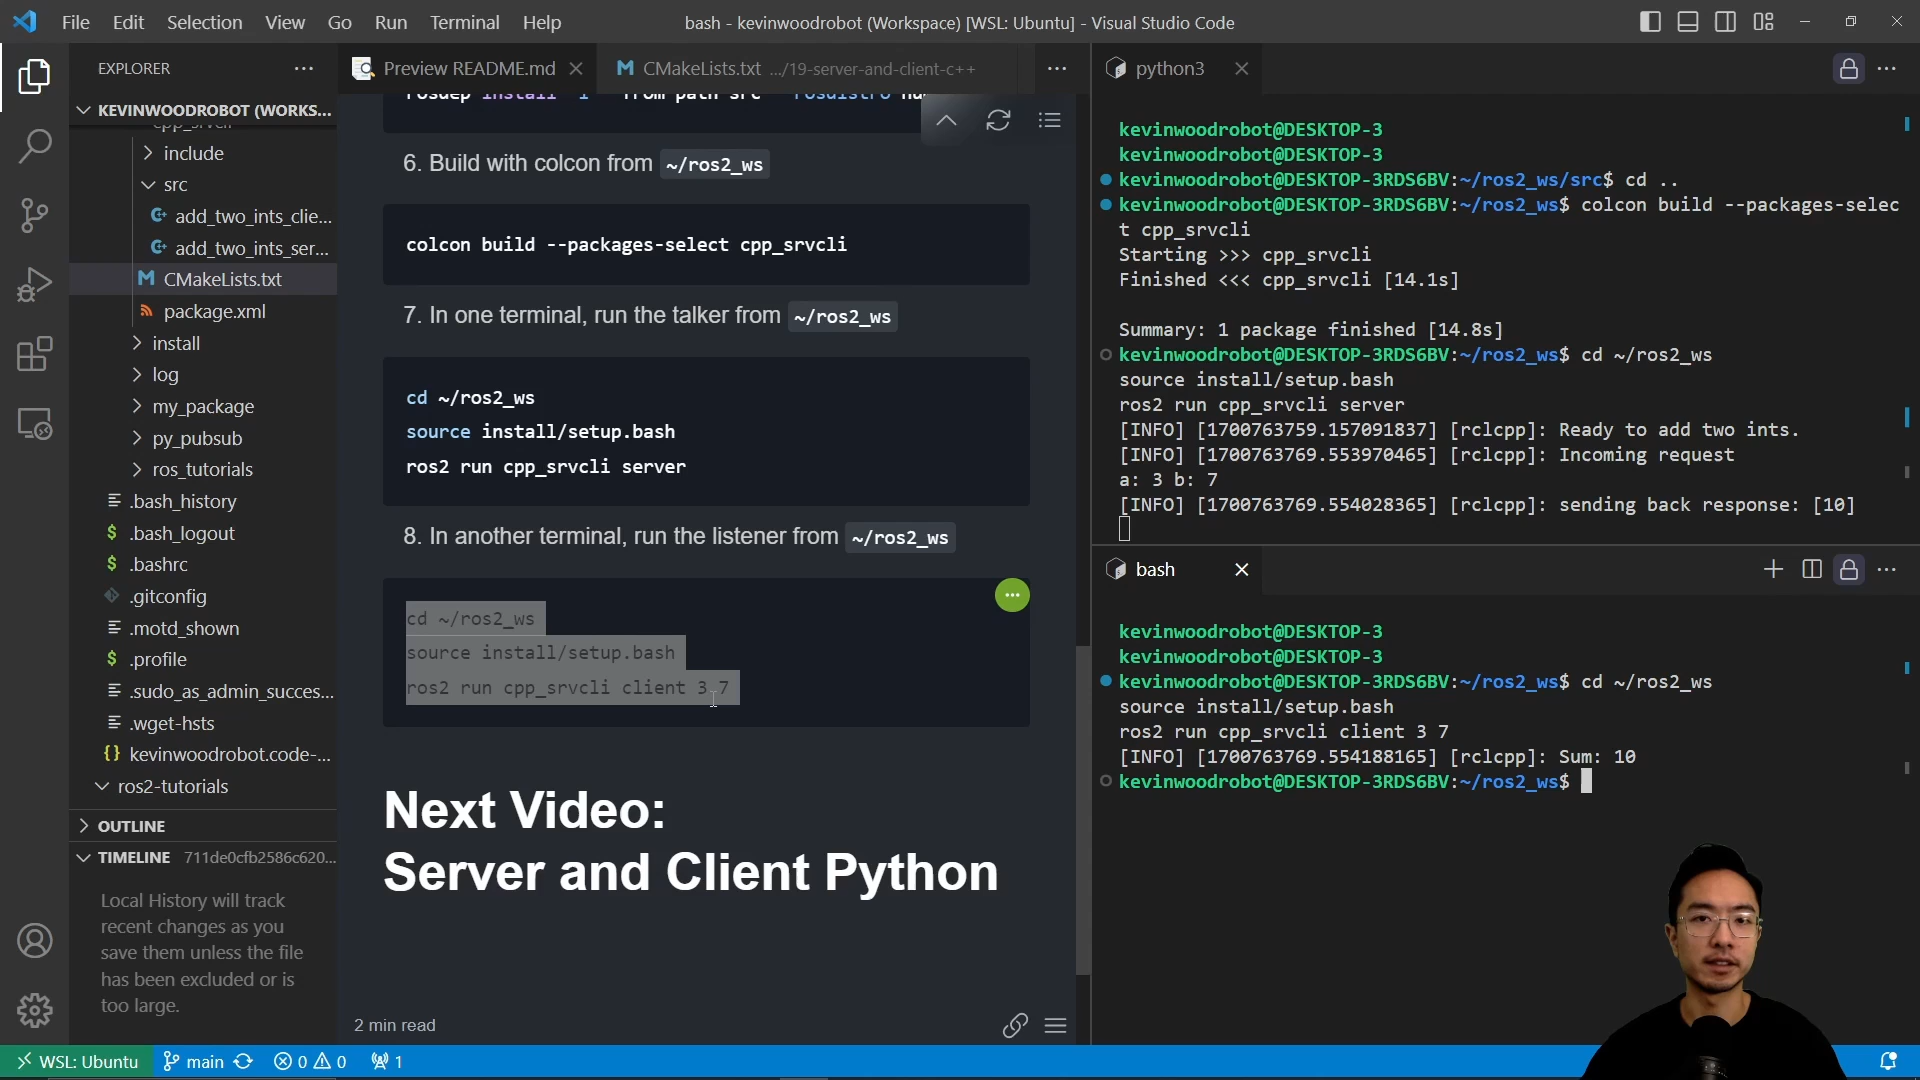 File Edit Selection View Go Run Terminal Help
bash - kevinwoodrobot (Workspace) [WSL: Ubuntu] - Visual Studio Code
EXPLORER
KEVINWOODROBOT (WORKS...
include
src
add_two_ints_clie...
add_two_ints_ser...
CMakeLists.txt
package.xml
install
log
my_package
py_pubsub
ros_tutorials
.bash_history
.bash_logout
.bashrc
.gitconfig
.motd_shown
.profile
.sudo_as_admin_succes...
.wget-hsts
kevinwoodrobot.code-...
ros2-tutorials
OUTLINE
TIMELINE 711de0cfb2586c620...
Local History will track
recent changes as you
save them unless the file
has been excluded or is
too large.
Preview README.md
CMakeLists.txt .../19-server-and-client-c++
6. Build with colcon from ~/ros2_ws
colcon build --packages-select cpp_srvcli
7. In one terminal, run the talker from ~/ros2_ws
cd ~/ros2_ws
source install/setup.bash
ros2 run cpp_srvcli server
8. In another terminal, run the listener from ~/ros2_ws
cd ~/ros2_ws
source install/setup.bash
ros2 run cpp_srvcli client 3 7
Next Video:
Server and Client Python
2 min read
python3
kevinwoodrobot@DESKTOP-3
kevinwoodrobot@DESKTOP-3
kevinwoodrobot@DESKTOP-3RDS6BV:~/ros2_ws/src$ cd ..
kevinwoodrobot@DESKTOP-3RDS6BV:~/ros2_ws$ colcon build --packages-selec
t cpp_srvcli
Starting >>> cpp_srvcli
Finished <<< cpp_srvcli [14.1s]
Summary: 1 package finished [14.8s]
kevinwoodrobot@DESKTOP-3RDS6BV:~/ros2_ws$ cd ~/ros2_ws
source install/setup.bash
ros2 run cpp_srvcli server
[INFO] [1700763759.157091837] [rclcpp]: Ready to add two ints.
[INFO] [1700763769.553970465] [rclcpp]: Incoming request
a: 3 b: 7
[INFO] [1700763769.554028365] [rclcpp]: sending back response: [10]
bash
kevinwoodrobot@DESKTOP-3
kevinwoodrobot@DESKTOP-3
kevinwoodrobot@DESKTOP-3RDS6BV:~/ros2_ws$ cd ~/ros2_ws
source install/setup.bash
ros2 run cpp_srvcli client 3 7
[INFO] [1700763769.554188165] [rclcpp]: Sum: 10
kevinwoodrobot@DESKTOP-3RDS6BV:~/ros2_ws$
WSL: Ubuntu main 0 0 1